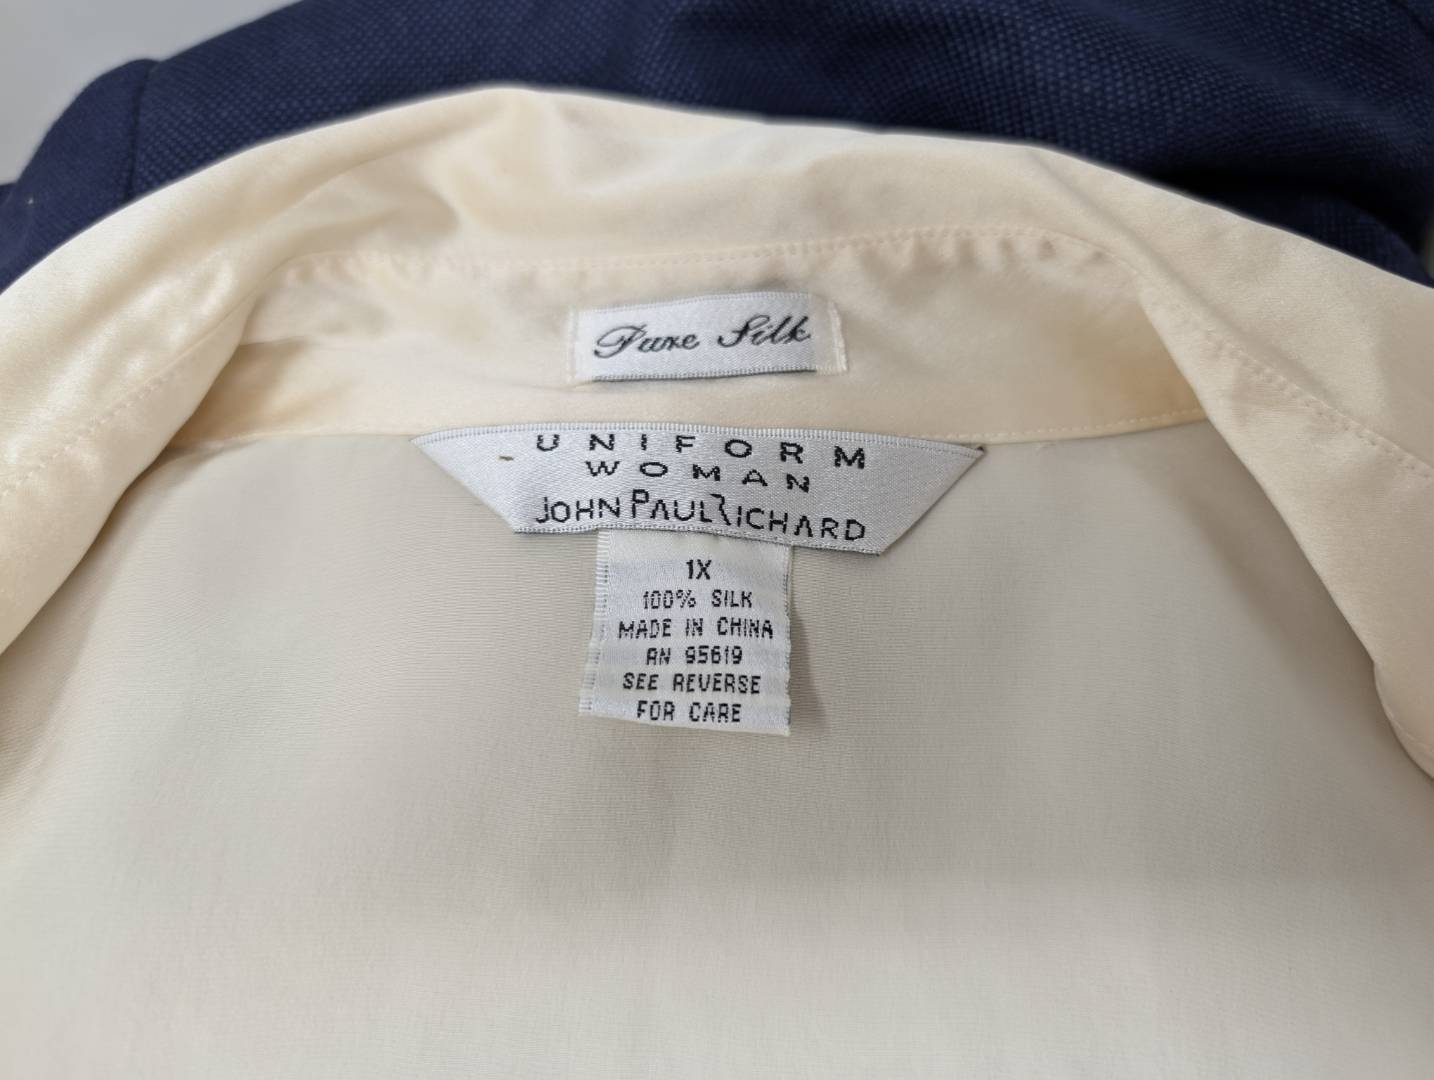 Pure Silk
UNIFORM
WOMAN
JOHN PAUL RICHARD
1X
100% SILK
MADE IN CHINA
RN 95619
SEE REVERSE
FOR CARE